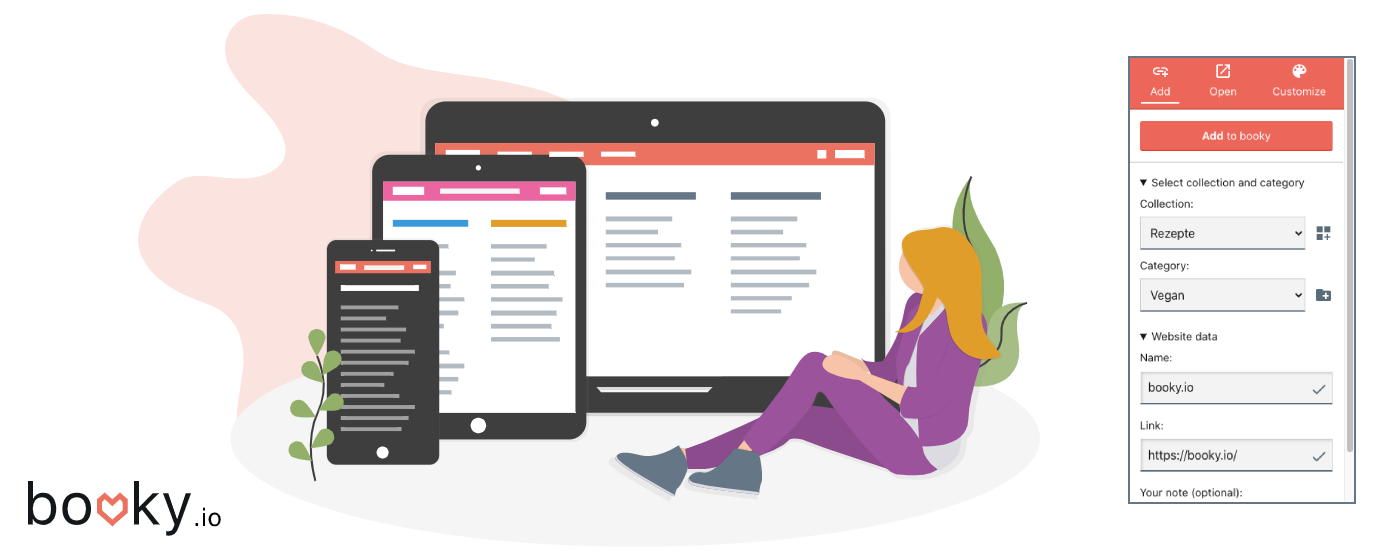 Add Open Customize
Add to booky
▼ Select collection and category
Collection:
Rezepte
Category:
Vegan
▼ Website data
Name:
booky.io
Link:
https://booky.io/
Your note (optional):
booky.io